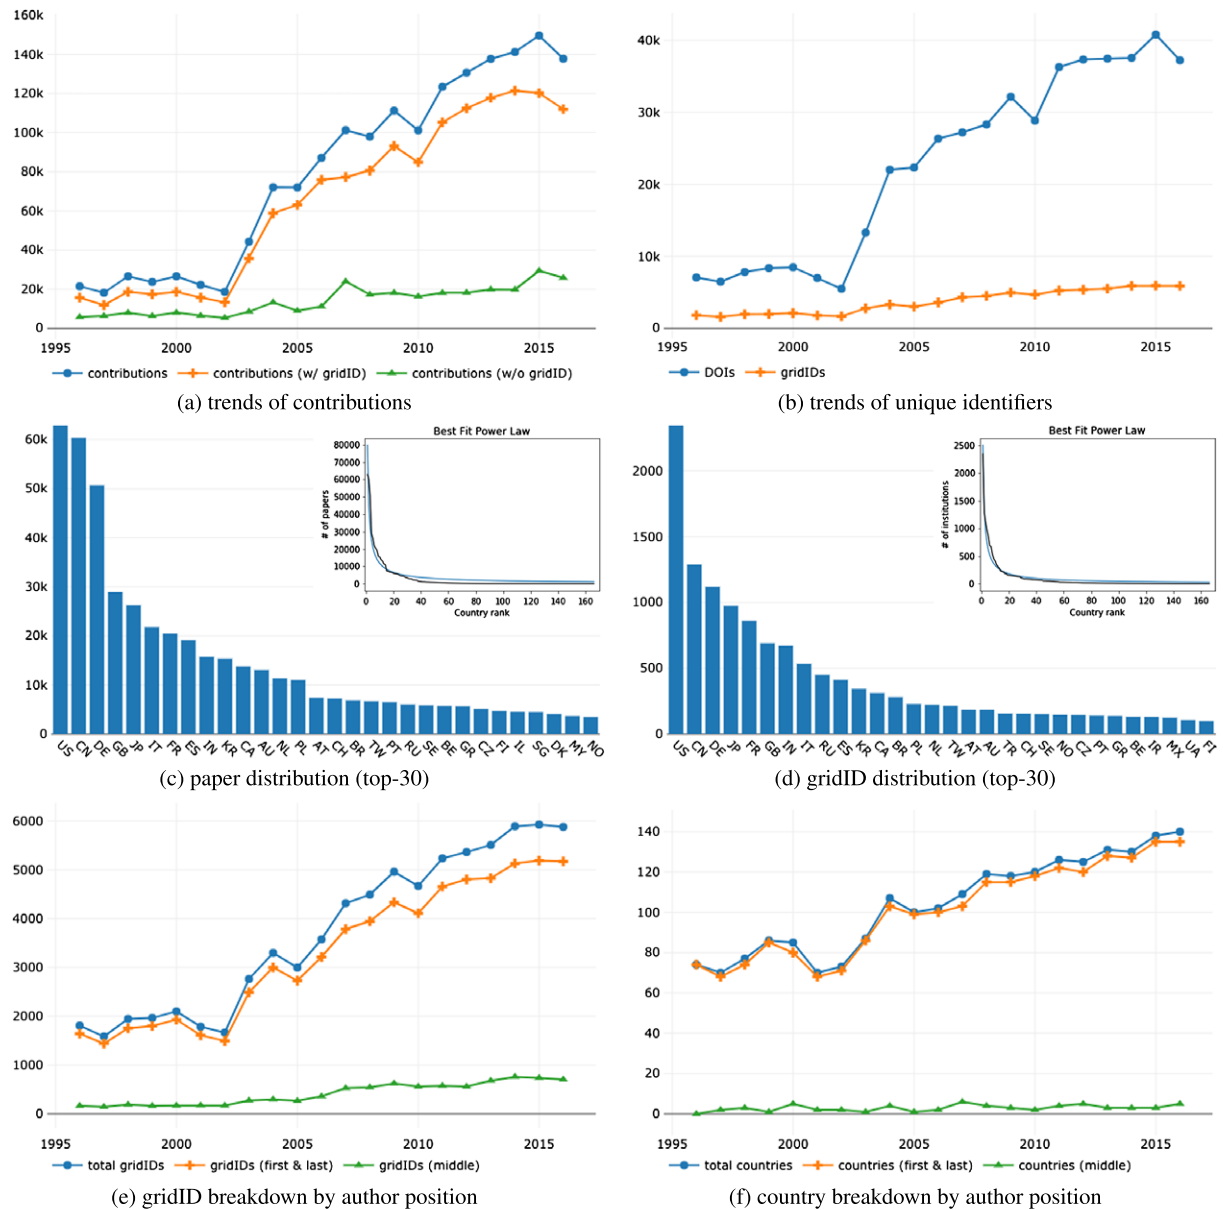 160k
140k
120k
100k
80k
60k
40k
20k
0
1995 2000 2005 2010 2015
contributions contributions (w/ gridID) contributions (w/o gridID)
(a) trends of contributions
40k
30k
20k
10k
0
1995 2000 2005 2010 2015
DOIs gridIDs
(b) trends of unique identifiers
60k
50k
40k
30k
20k
10k
0
US CN DE GB JP IT FR ES IN KR CA AU NL PL AT CH BR TW PT RU SE BE GR CZ FI IL SG DK MY NO
Best Fit Power Law
# of papers
80000
70000
60000
50000
40000
30000
20000
10000
0
0 20 40 60 80 100 120 140 160
Country rank
(c) paper distribution (top-30)
2000
1500
1000
500
0
US CN DE JP FR GB IN IT RU ES KR CA BR PL NL TW AT AU TR CH SE NO CZ PT GR BE IR MX UA FI
Best Fit Power Law
# of institutions
2500
2000
1500
1000
500
0
0 20 40 60 80 100 120 140 160
Country rank
(d) gridID distribution (top-30)
6000
5000
4000
3000
2000
1000
0
1995 2000 2005 2010 2015
total gridIDs gridIDs (first & last) gridIDs (middle)
(e) gridID breakdown by author position
140
120
100
80
60
40
20
0
1995 2000 2005 2010 2015
total countries countries (first & last) countries (middle)
(f) country breakdown by author position